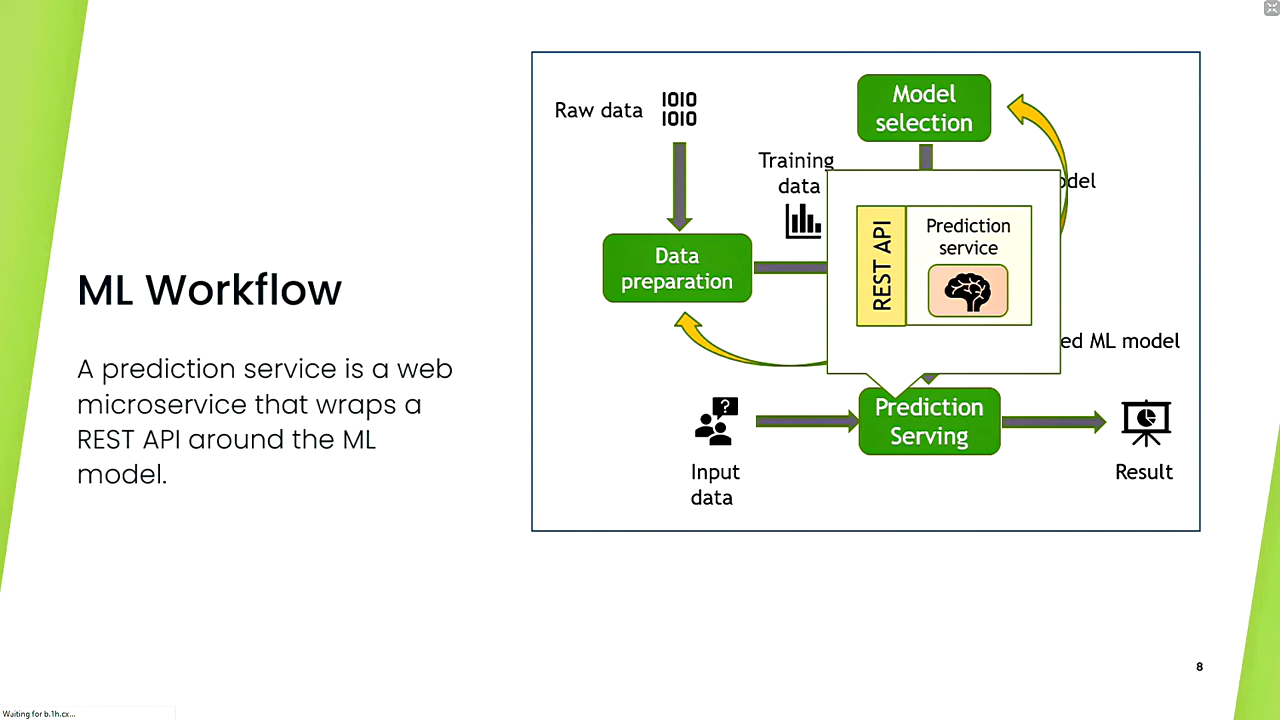 ML Workflow
A prediction service is a web
microservice that wraps a
REST API around the ML
model.
Raw data
1010
1010
Model
selection
Training
data
odel
REST API
Prediction
service
Data
preparation
ed ML model
Prediction
Serving
?
Input
data
Result
8
Waiting for b.1h.cx...